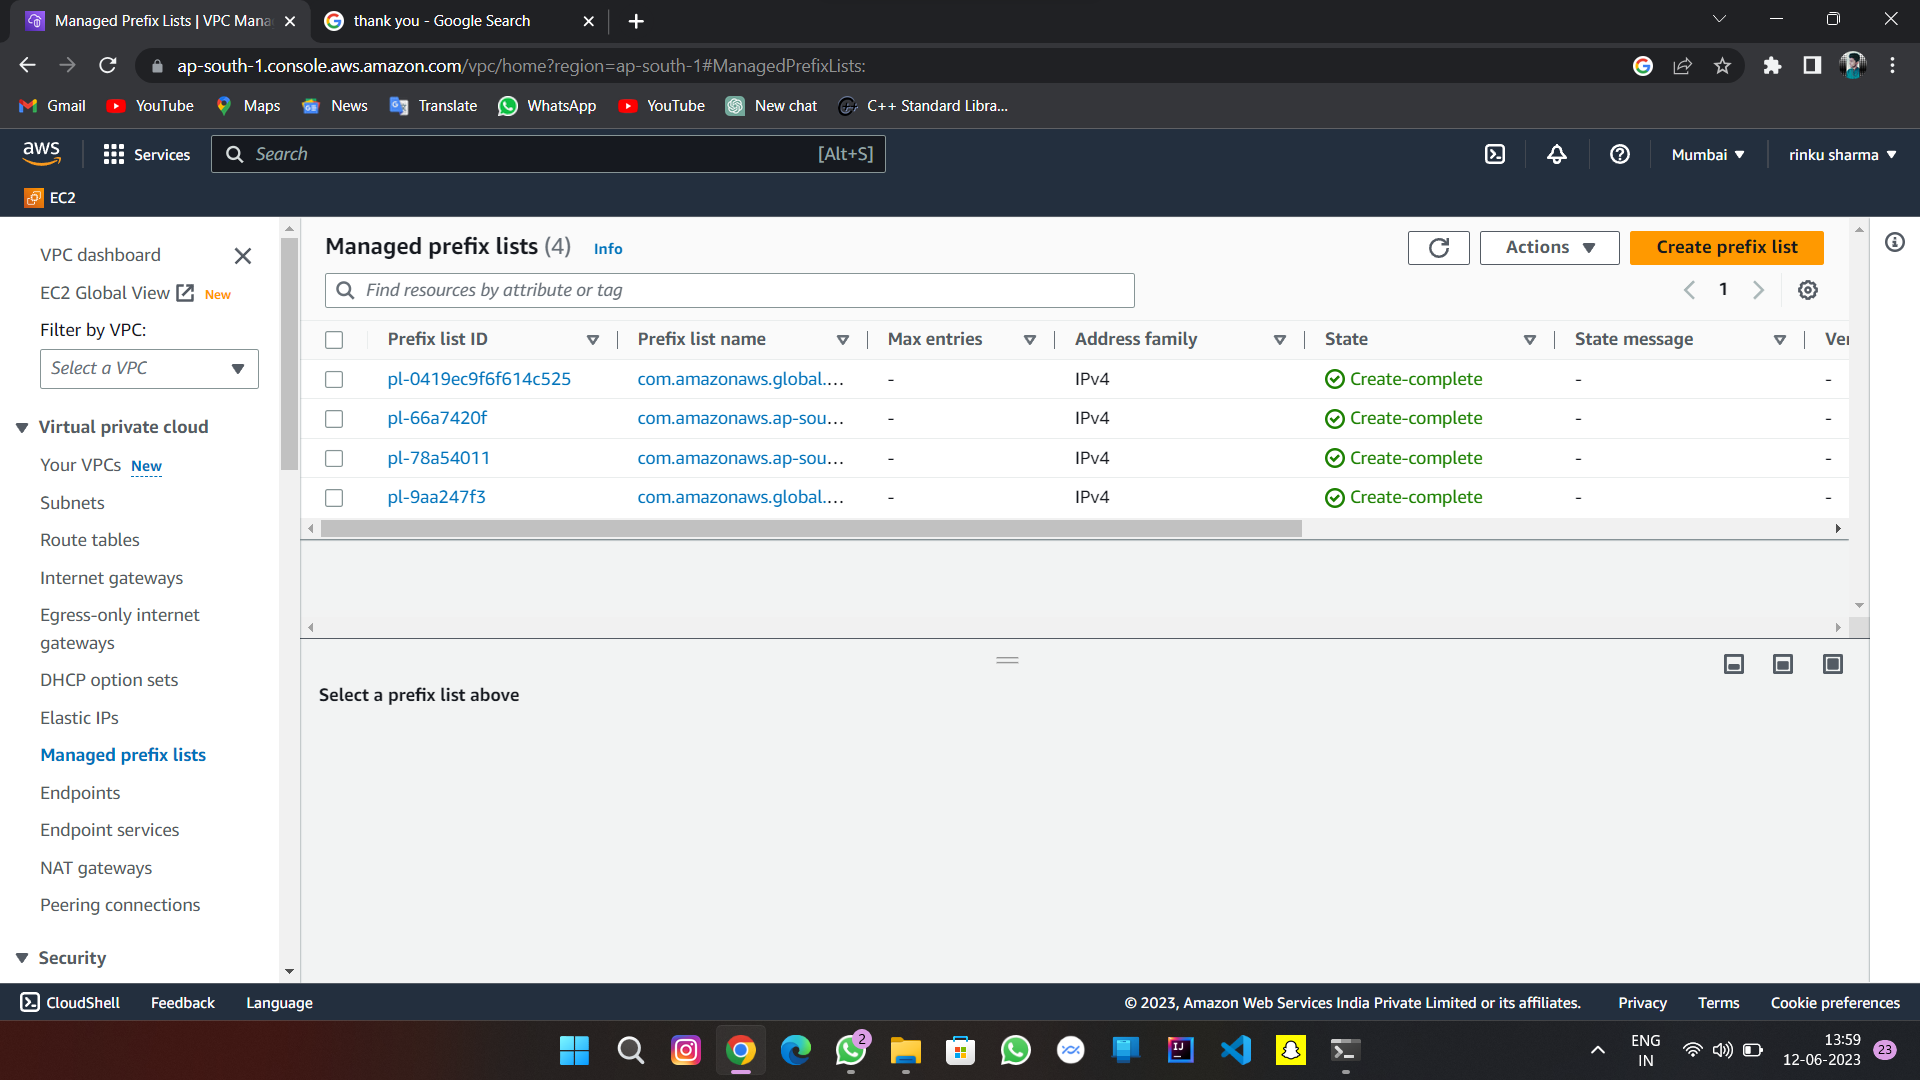 Managed Prefix Lists | VPC Mana
thank you - Google Search
ap-south-1.console.aws.amazon.com/vpc/home?region=ap-south-1#ManagedPrefixLists:
Gmail YouTube Maps News Translate WhatsApp YouTube New chat C++ Standard Libra...
aws Services Search [Alt+S] Mumbai rinku sharma
EC2
VPC dashboard
EC2 Global View New
Filter by VPC:
Select a VPC
Virtual private cloud
Your VPCs New
Subnets
Route tables
Internet gateways
Egress-only internet
gateways
DHCP option sets
Elastic IPs
Managed prefix lists
Endpoints
Endpoint services
NAT gateways
Peering connections
Security
Managed prefix lists (4) Info
Actions Create prefix list
Find resources by attribute or tag
1
Prefix list ID Prefix list name Max entries Address family State State message Ver
pl-0419ec9f6f614c525 com.amazonaws.global.... - IPv4 Create-complete - -
pl-66a7420f com.amazonaws.ap-sou... - IPv4 Create-complete - -
pl-78a54011 com.amazonaws.ap-sou... - IPv4 Create-complete - -
pl-9aa247f3 com.amazonaws.global.... - IPv4 Create-complete - -
Select a prefix list above
CloudShell Feedback Language © 2023, Amazon Web Services India Private Limited or its affiliates. Privacy Terms Cookie preferences
2
IJ
ENG
IN
13:59
12-06-2023
23